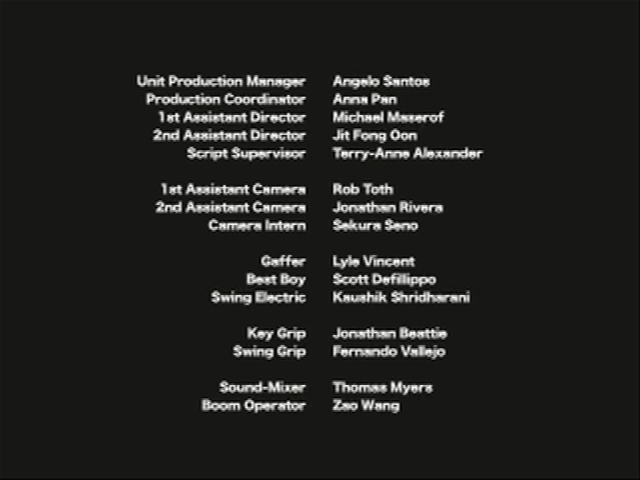 Unit Production Manager Angelo Santos
Production Coordinator Anna Pan
1st Assistant Director Michael Maserof
2nd Assistant Director Jit Fong Oon
Script Supervisor Terry-Anne Alexander
1st Assistant Camera Rob Toth
2nd Assistant Camera Jonathan Rivera
Camera Intern Sekura Seno
Gaffer Lyle Vincent
Best Boy Scott Defillippo
Swing Electric Kaushik Shridharani
Key Grip Jonathan Beattie
Swing Grip Fernando Vallejo
Sound-Mixer Thomas Myers
Boom Operator Zao Wang